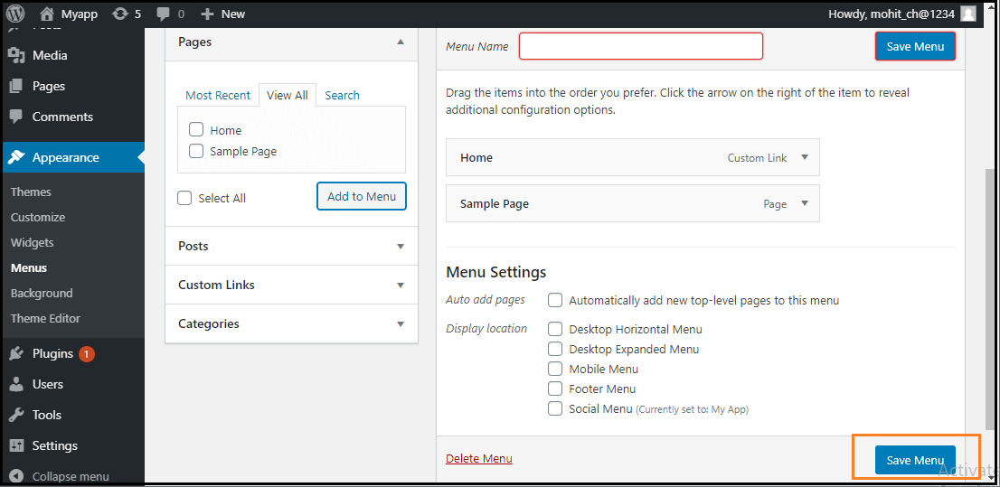 Myapp 5 0 + New Howdy, mohit_ch@1234
Media
Pages
Comments
Appearance
Themes
Customize
Widgets
Menus
Background
Theme Editor
Plugins 1
Users
Tools
Settings
Collapse menu
Pages
Most Recent View All Search
Home
Sample Page
Select All Add to Menu
Posts
Custom Links
Categories
Menu Name Save Menu
Drag the items into the order you prefer. Click the arrow on the right of the item to reveal
additional configuration options.
Home Custom Link
Sample Page Page
Menu Settings
Auto add pages Automatically add new top-level pages to this menu
Display location Desktop Horizontal Menu
Desktop Expanded Menu
Mobile Menu
Footer Menu
Social Menu (Currently set to: My App)
Delete Menu Save Menu
Activate